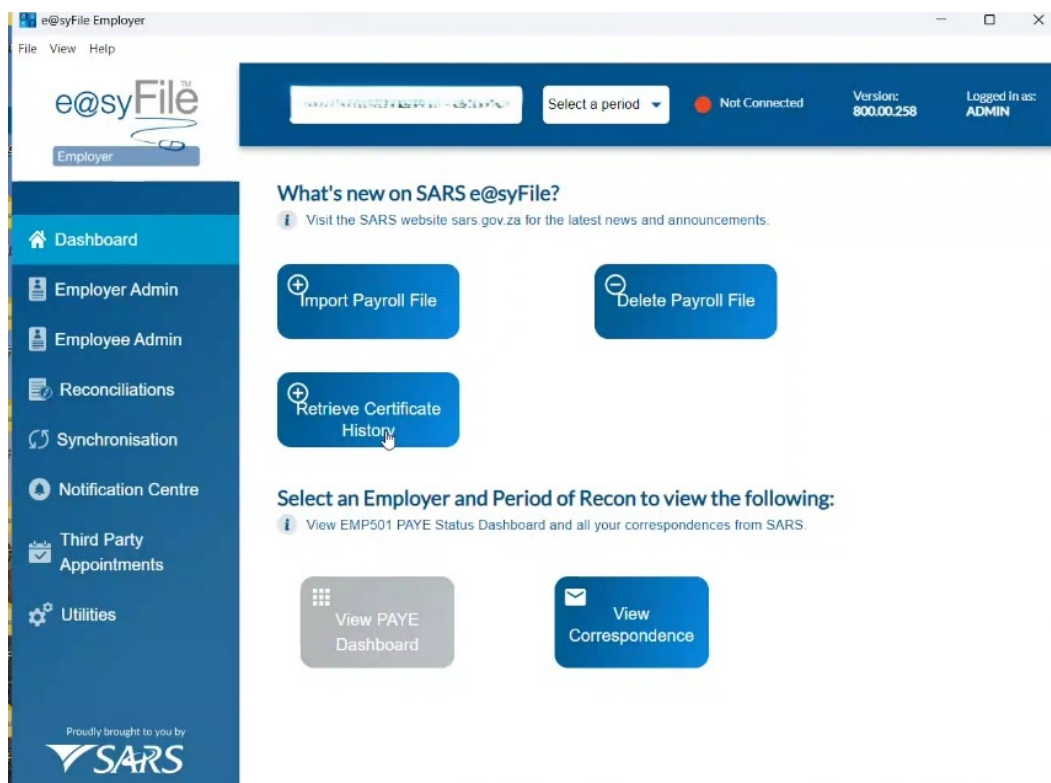 e@syFile Employer
File View Help
e@syFile™
Employer
Select a period
Not Connected
Version:
800.00.258
Logged in as:
ADMIN
Dashboard
Employer Admin
Employee Admin
Reconciliations
Synchronisation
Notification Centre
Third Party
Appointments
Utilities
Proudly brought to you by
SARS
What's new on SARS e@syFile?
i Visit the SARS website sars.gov.za for the latest news and announcements.
Import Payroll File
Delete Payroll File
Retrieve Certificate
History
Select an Employer and Period of Recon to view the following:
i View EMP501 PAYE Status Dashboard and all your correspondences from SARS.
View PAYE
Dashboard
View
Correspondence